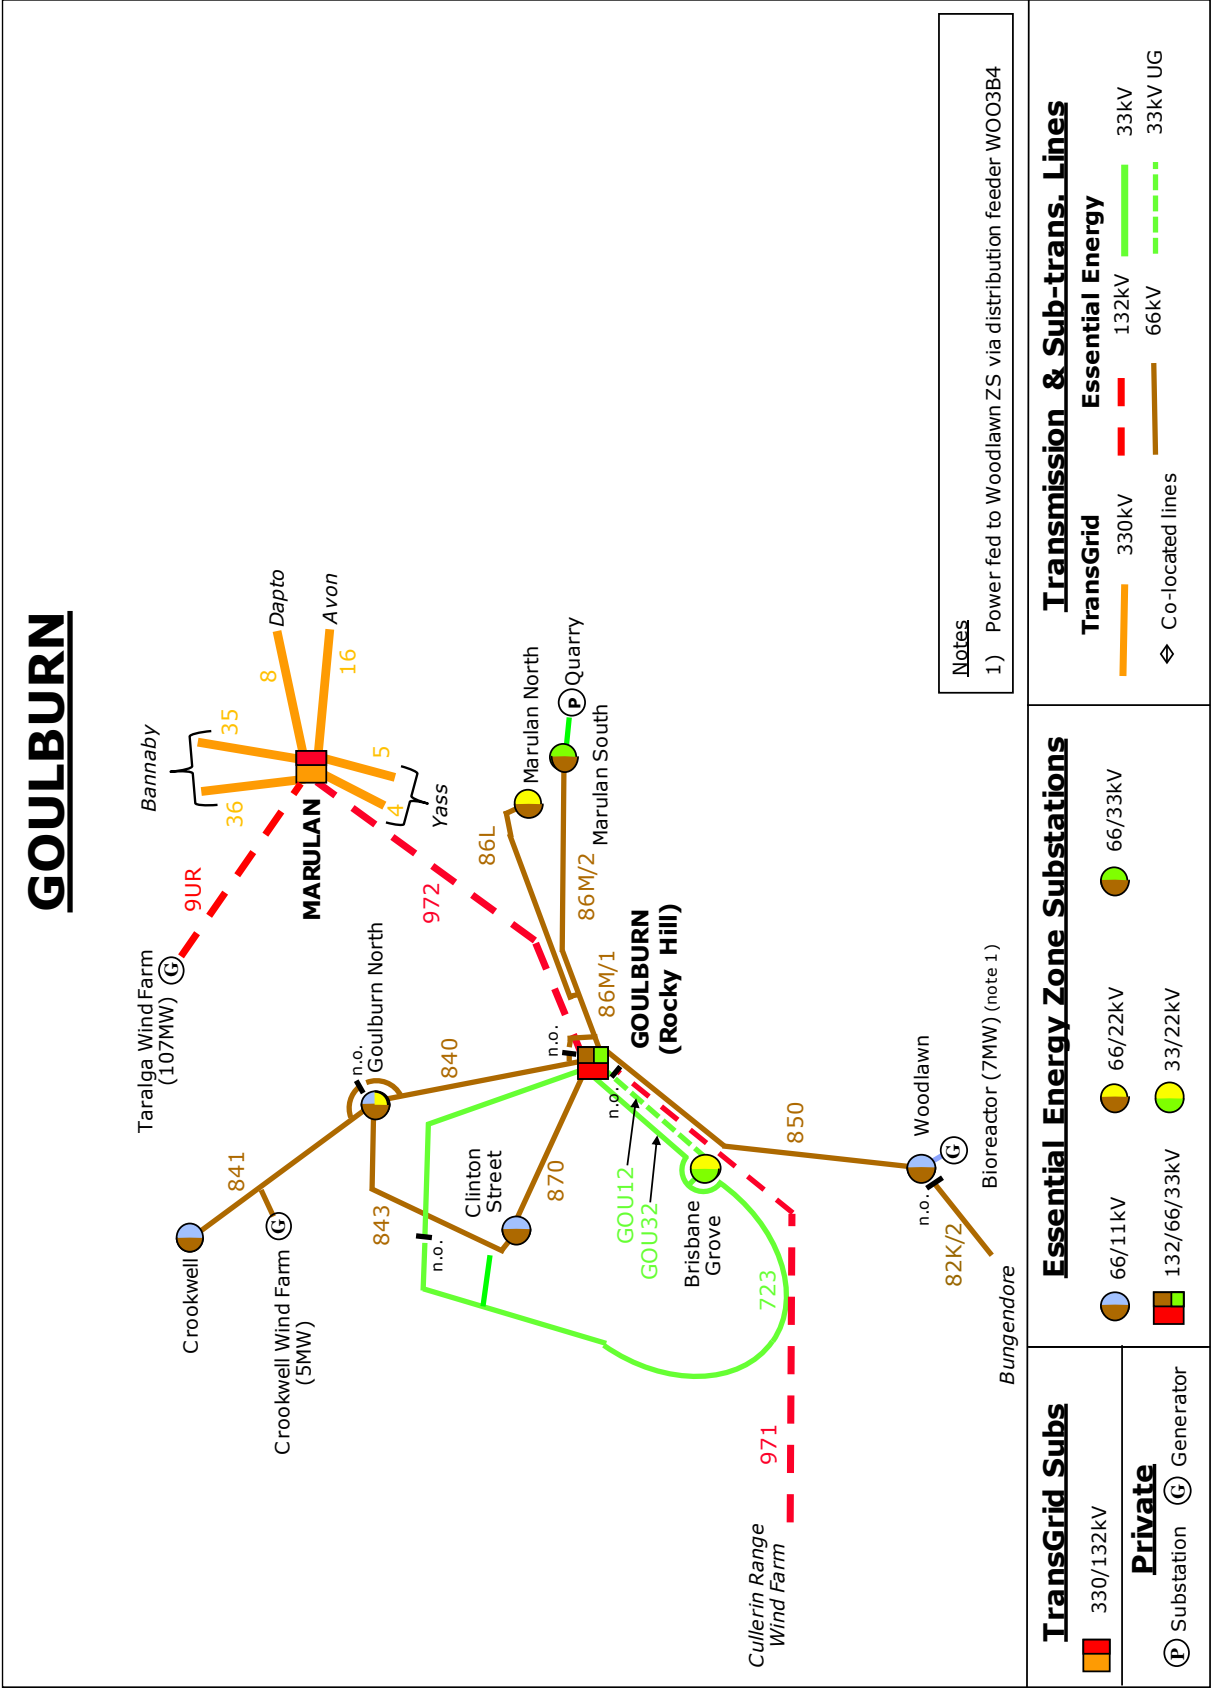 GOULBURN
Bannaby
35
36
8
Dapto
16
Avon
5
4
Yass
MARULAN
9UR
Taralga Wind Farm
(107MW) G
972
Marulan North
86L
P Quarry
Marulan South
86M/2
86M/1
GOULBURN
(Rocky Hill)
n.o.
n.o.
Goulburn North
n.o.
840
841
Crookwell
Crookwell Wind Farm G
(5MW)
843
Clinton
Street
870
n.o.
GOU12
GOU32
Brisbane
Grove
723
971
Cullerin Range
Wind Farm
850
Woodlawn
G
Bioreactor (7MW) (note 1)
n.o.
82K/2
Bungendore
Notes
1) Power fed to Woodlawn ZS via distribution feeder WOO3B4
TransGrid Subs
330/132kV
Private
P Substation G Generator
Essential Energy Zone Substations
66/11kV
66/22kV
66/33kV
132/66/33kV
33/22kV
Transmission & Sub-trans. Lines
TransGrid
Essential Energy
330kV
132kV
33kV
Co-located lines
66kV
33kV UG